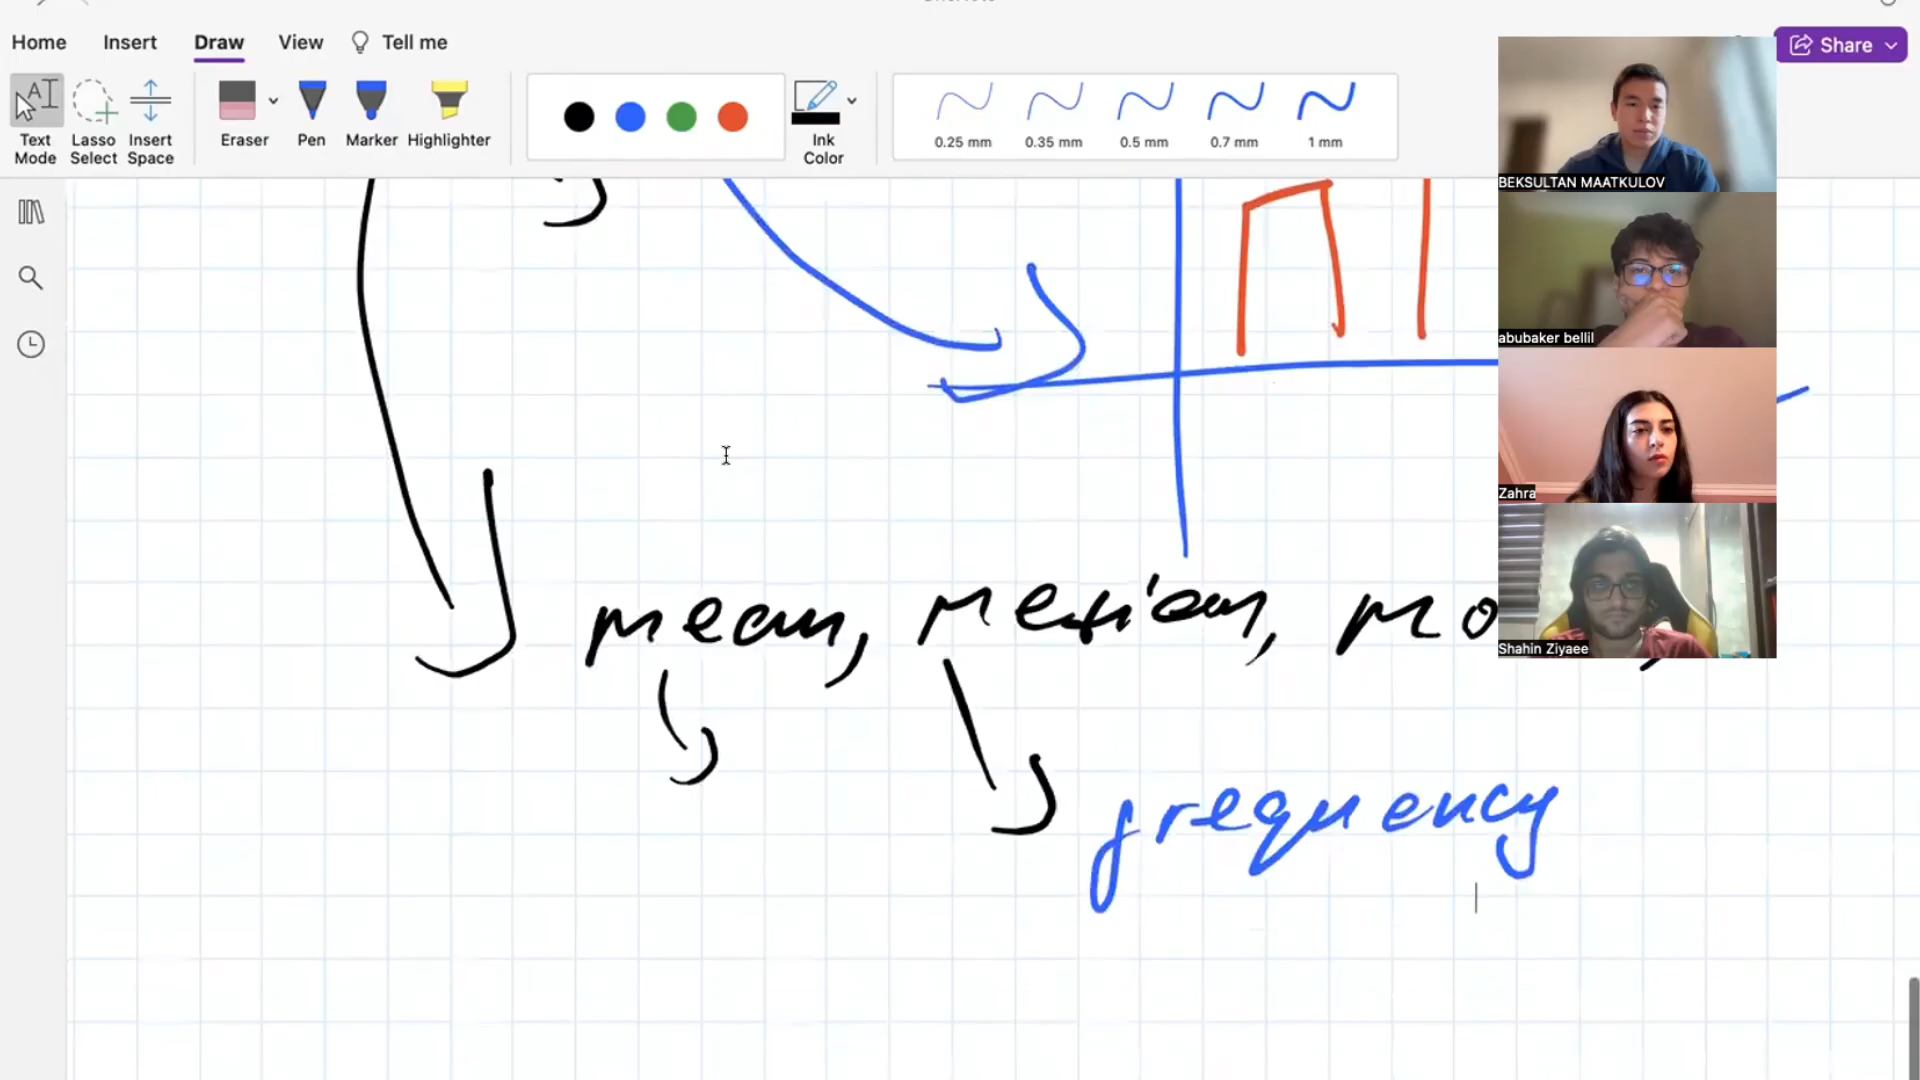 Home Insert Draw View Tell me
Share
Text Mode
Lasso Select
Insert Space
Eraser
Pen
Marker
Highlighter
Ink Color
0.25 mm 0.35 mm 0.5 mm 0.7 mm 1 mm
BEKSULTAN MAATKULOV
abubaker bellil
Zahra
Shahin Ziyaee
mean, median, mo
frequency